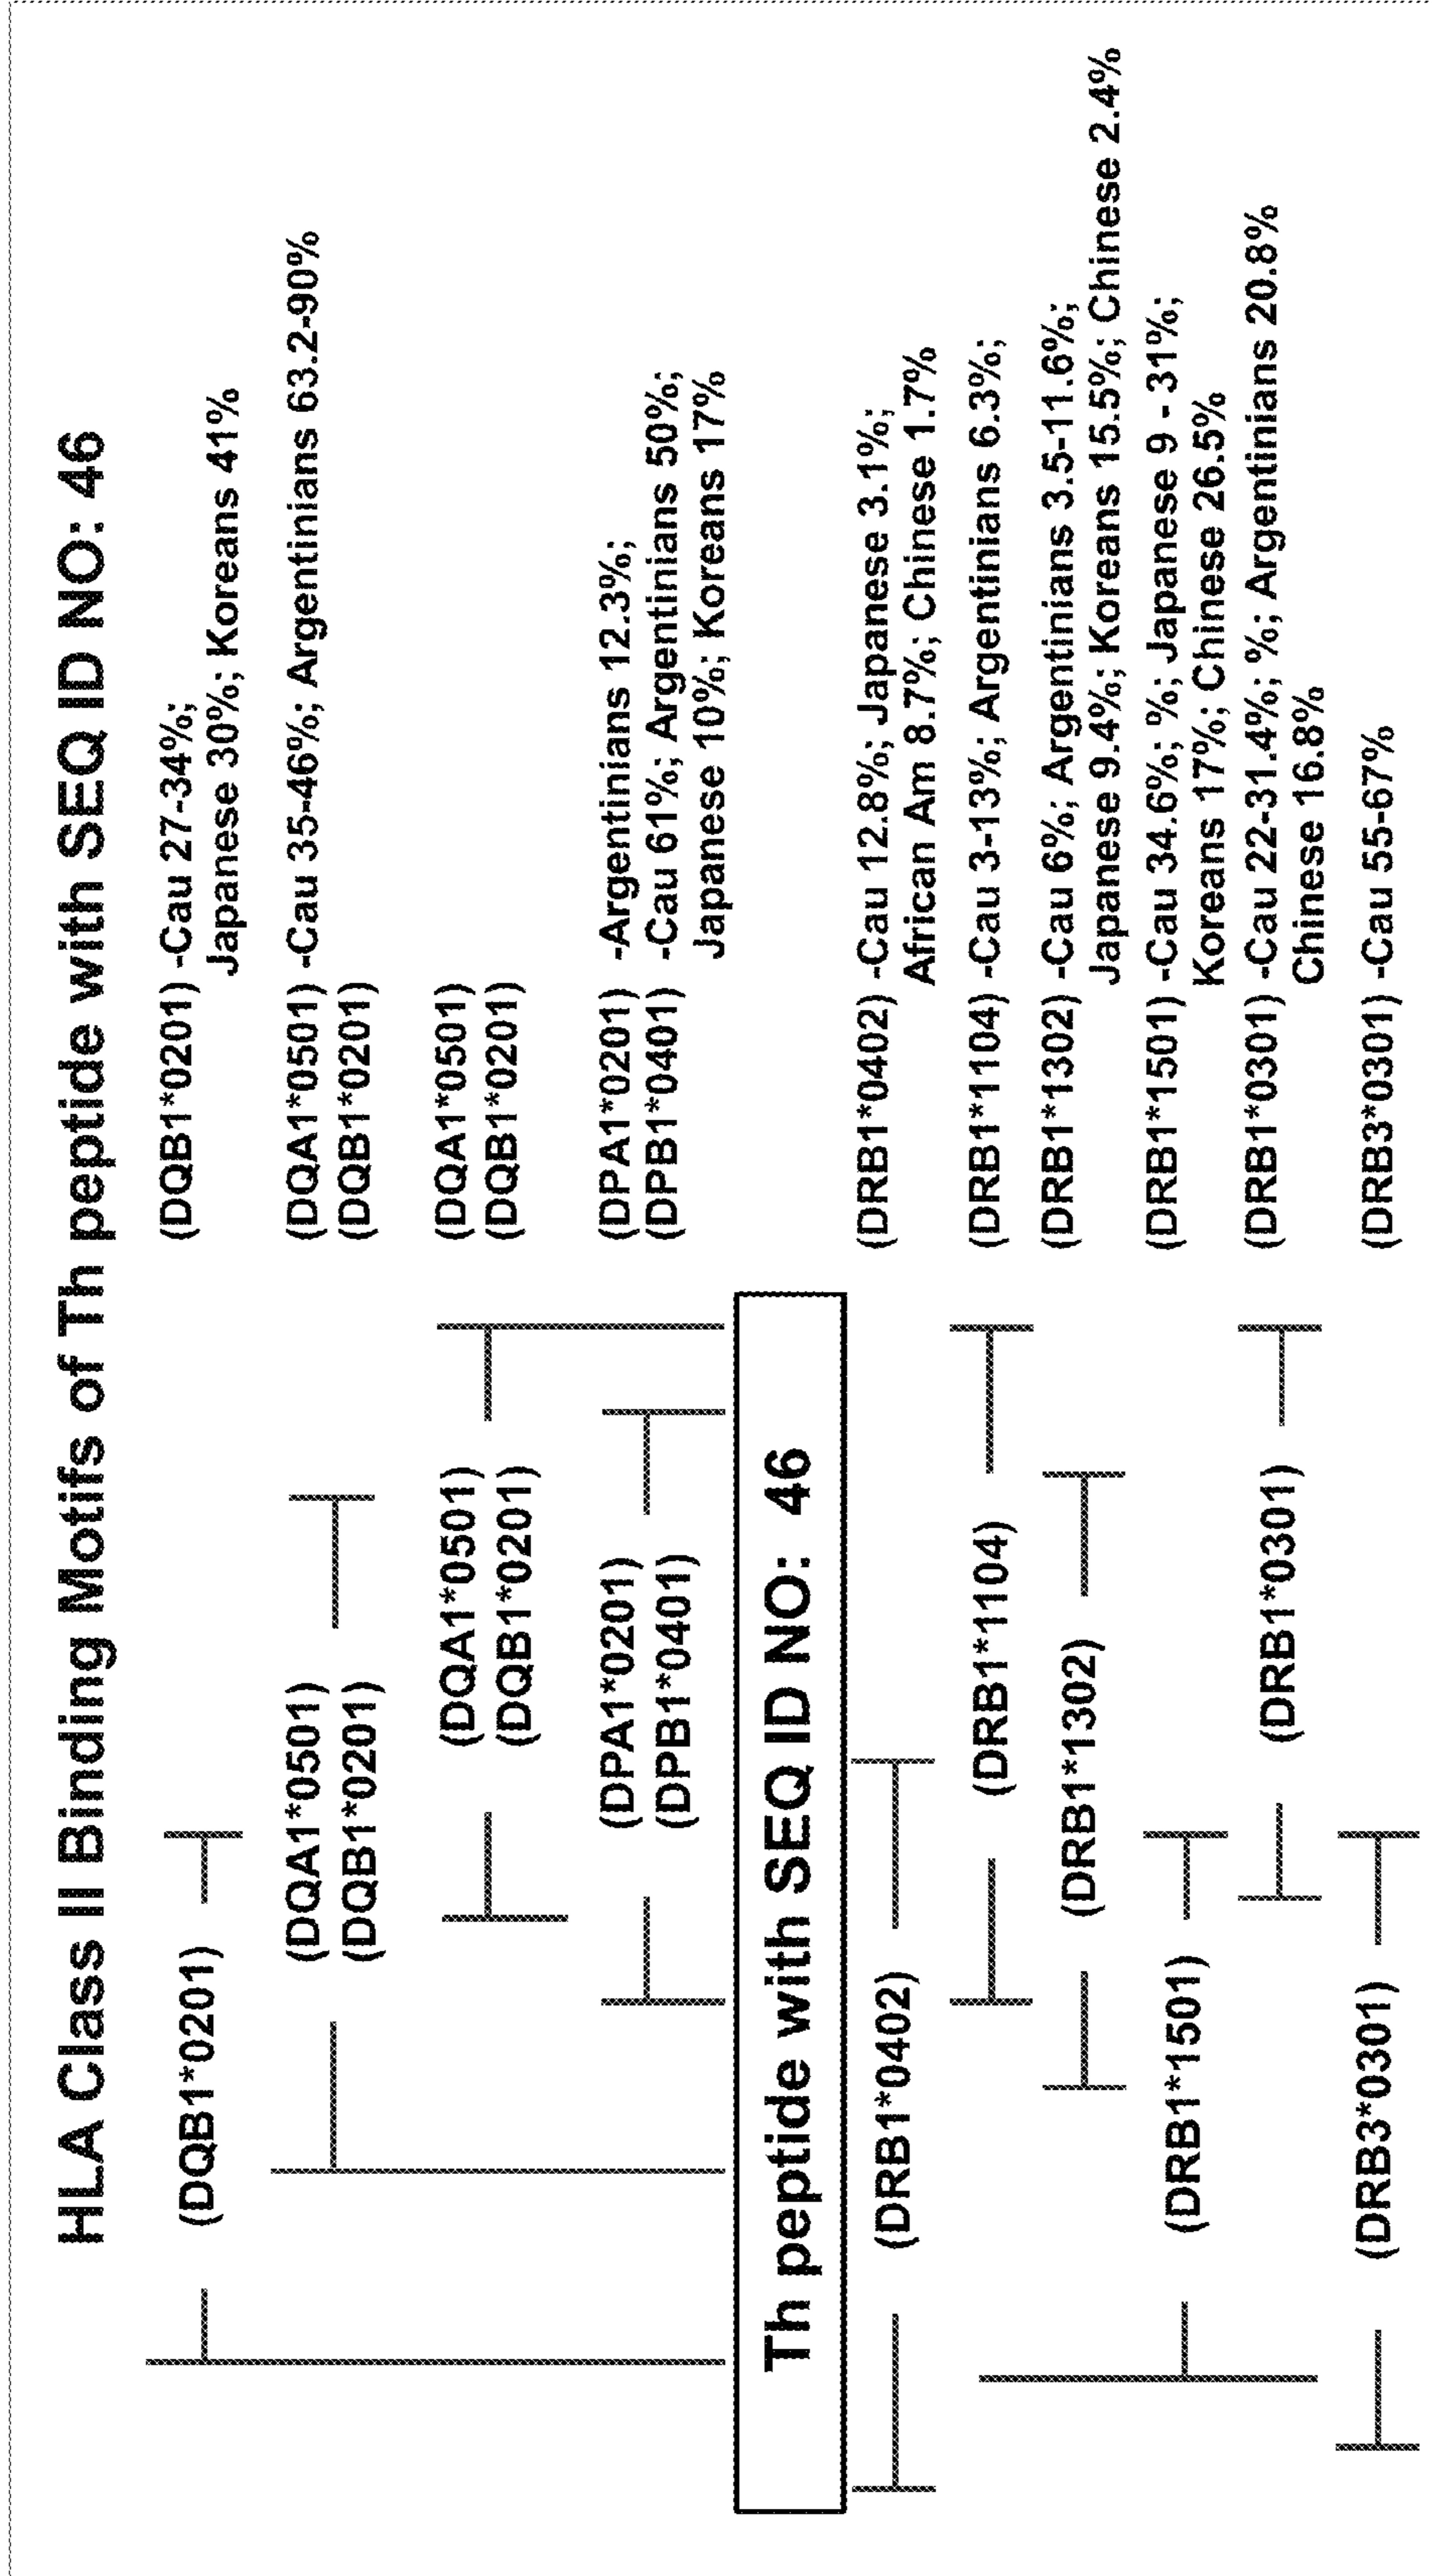 HLA Class II Binding Motifs of Th peptide with SEQ ID NO: 46
(DQB1*0201)
(DQA1*0501)
(DQB1*0201)
(DQA1*0501)
(DQB1*0201)
(DPA1*0201)
(DPB1*0401)
Th peptide with SEQ ID NO: 46
(DRB1*0402)
(DRB1*1104)
(DRB1*1302)
(DRB1*1501)
(DRB1*0301)
(DRB3*0301)
(DQB1*0201) -Cau 27-34%;
Japanese 30%; Koreans 41%
(DQA1*0501) -Cau 35-46%; Argentinians 63.2-90%
(DQB1*0201)
(DQA1*0501)
(DQB1*0201)
(DPA1*0201) -Argentinians 12.3%;
(DPB1*0401) -Cau 61%; Argentinians 50%;
Japanese 10%; Koreans 17%
(DRB1*0402) -Cau 12.8%; Japanese 3.1%;
African Am 8.7%; Chinese 1.7%
(DRB1*1104) -Cau 3-13%; Argentinians 6.3%;
(DRB1*1302) -Cau 6%; Argentinians 3.5-11.6%;
Japanese 9.4%; Koreans 15.5%; Chinese 2.4%
(DRB1*1501) -Cau 34.6%; %; Japanese 9 - 31%;
Koreans 17%; Chinese 26.5%
(DRB1*0301) -Cau 22-31.4%; %; Argentinians 20.8%
Chinese 16.8%
(DRB3*0301) -Cau 55-67%